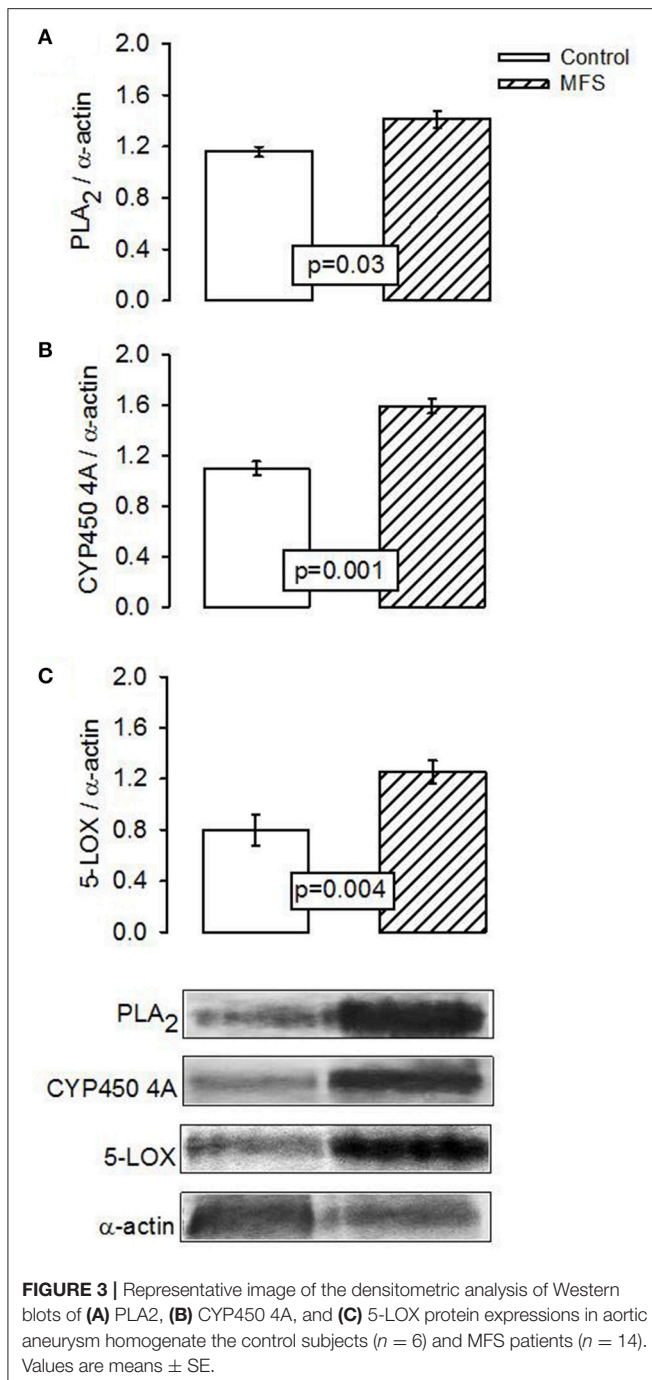 A
Control
MFS
PLA2 / α-actin
2.0
1.6
1.2
0.8
0.4
0.0
p=0.03
B
CYP450 4A / α-actin
2.0
1.6
1.2
0.8
0.4
0.0
p=0.001
C
5-LOX / α-actin
2.0
1.6
1.2
0.8
0.4
0.0
p=0.004
PLA2
CYP450 4A
5-LOX
α-actin
FIGURE 3 | Representative image of the densitometric analysis of Western
blots of (A) PLA2, (B) CYP450 4A, and (C) 5-LOX protein expressions in aortic
aneurysm homogenate the control subjects (n = 6) and MFS patients (n = 14).
Values are means ± SE.